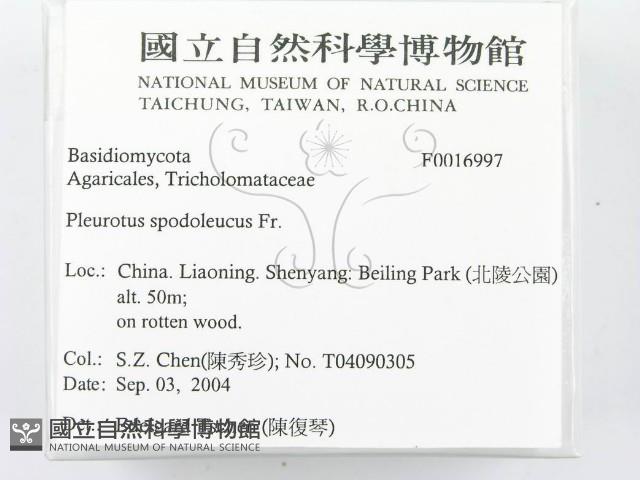 國立自然科學博物館
NATIONAL MUSEUM OF NATURAL SCIENCE
TAICHUNG, TAIWAN, R.O.CHINA
Basidiomycota F0016997
Agaricales, Tricholomataceae
Pleurotus spodoleucus Fr.
Loc.: China. Liaoning. Shenyang: Beiling Park (北陵公園)
alt. 50m;
on rotten wood.
Col.: S.Z. Chen(陳秀珍); No. T04090305
Date: Sep. 03, 2004
Det.: (陳復琴)
國立自然科學博物館
NATIONAL MUSEUM OF NATURAL SCIENCE